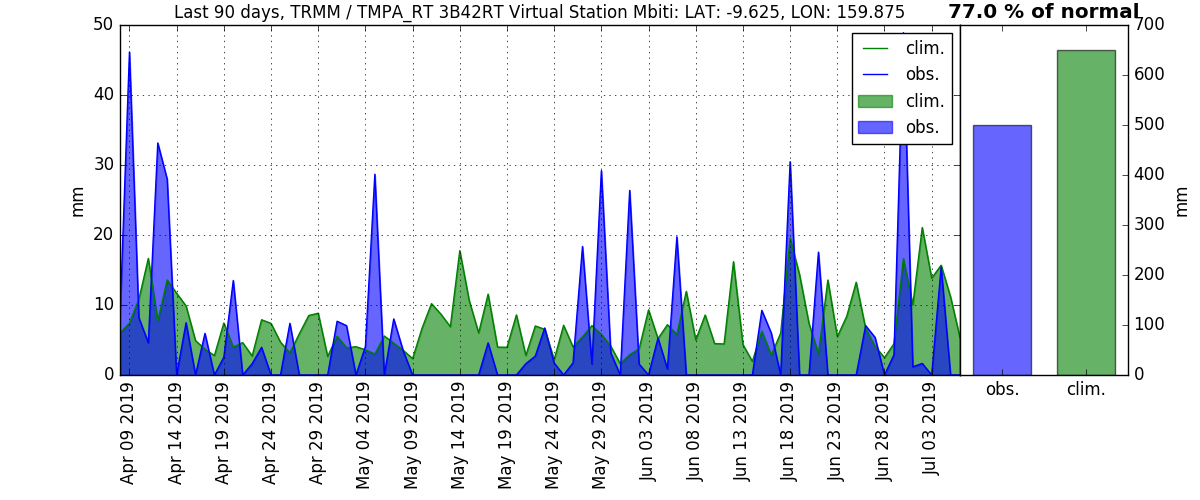 Last 90 days, TRMM / TMPA_RT 3B42RT Virtual Station Mbiti: LAT: -9.625, LON: 159.875
77.0 % of normal
50
40
30
20
10
0
mm
clim.
obs.
clim.
obs.
700
600
500
400
300
200
100
0
mm
obs.
clim.
Apr 09 2019
Apr 14 2019
Apr 19 2019
Apr 24 2019
Apr 29 2019
May 04 2019
May 09 2019
May 14 2019
May 19 2019
May 24 2019
May 29 2019
Jun 03 2019
Jun 08 2019
Jun 13 2019
Jun 18 2019
Jun 23 2019
Jun 28 2019
Jul 03 2019